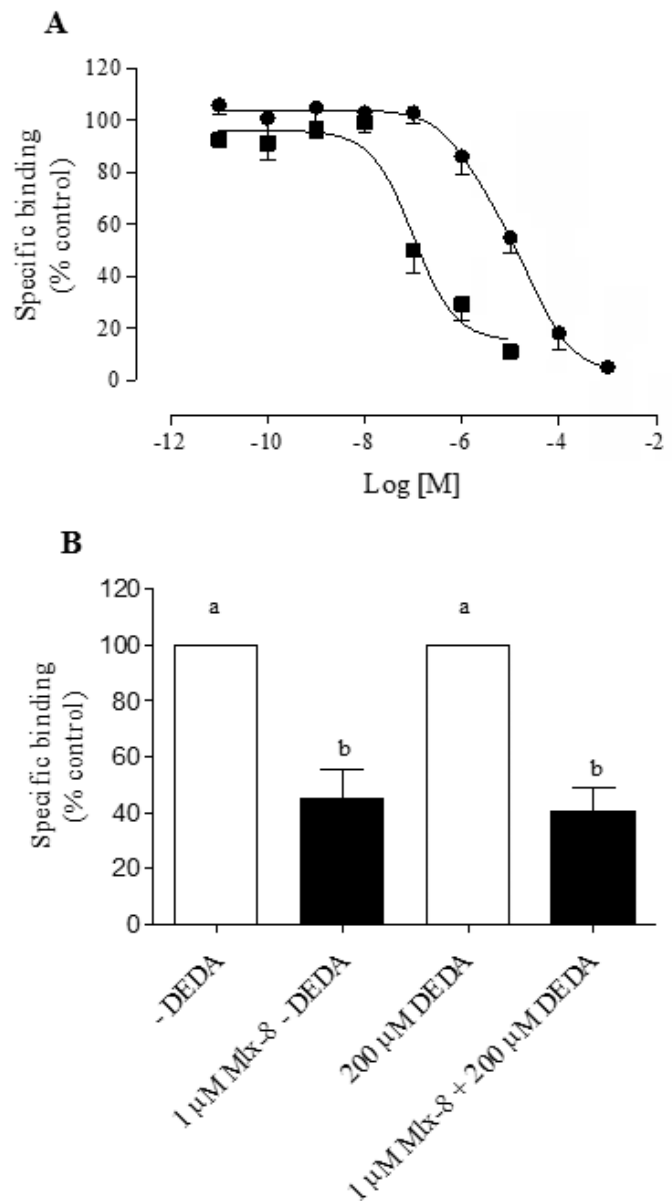 A
Specific binding
(% control)
120
100
80
60
40
20
0
-12
-10
-8
-6
-4
-2
Log [M]
B
Specific binding
(% control)
120
100
80
60
40
20
0
a
b
a
b
- DEDA
1 µM Mlx-8 - DEDA
200 µM DEDA
1 µM Mlx-8 + 200 µM DEDA